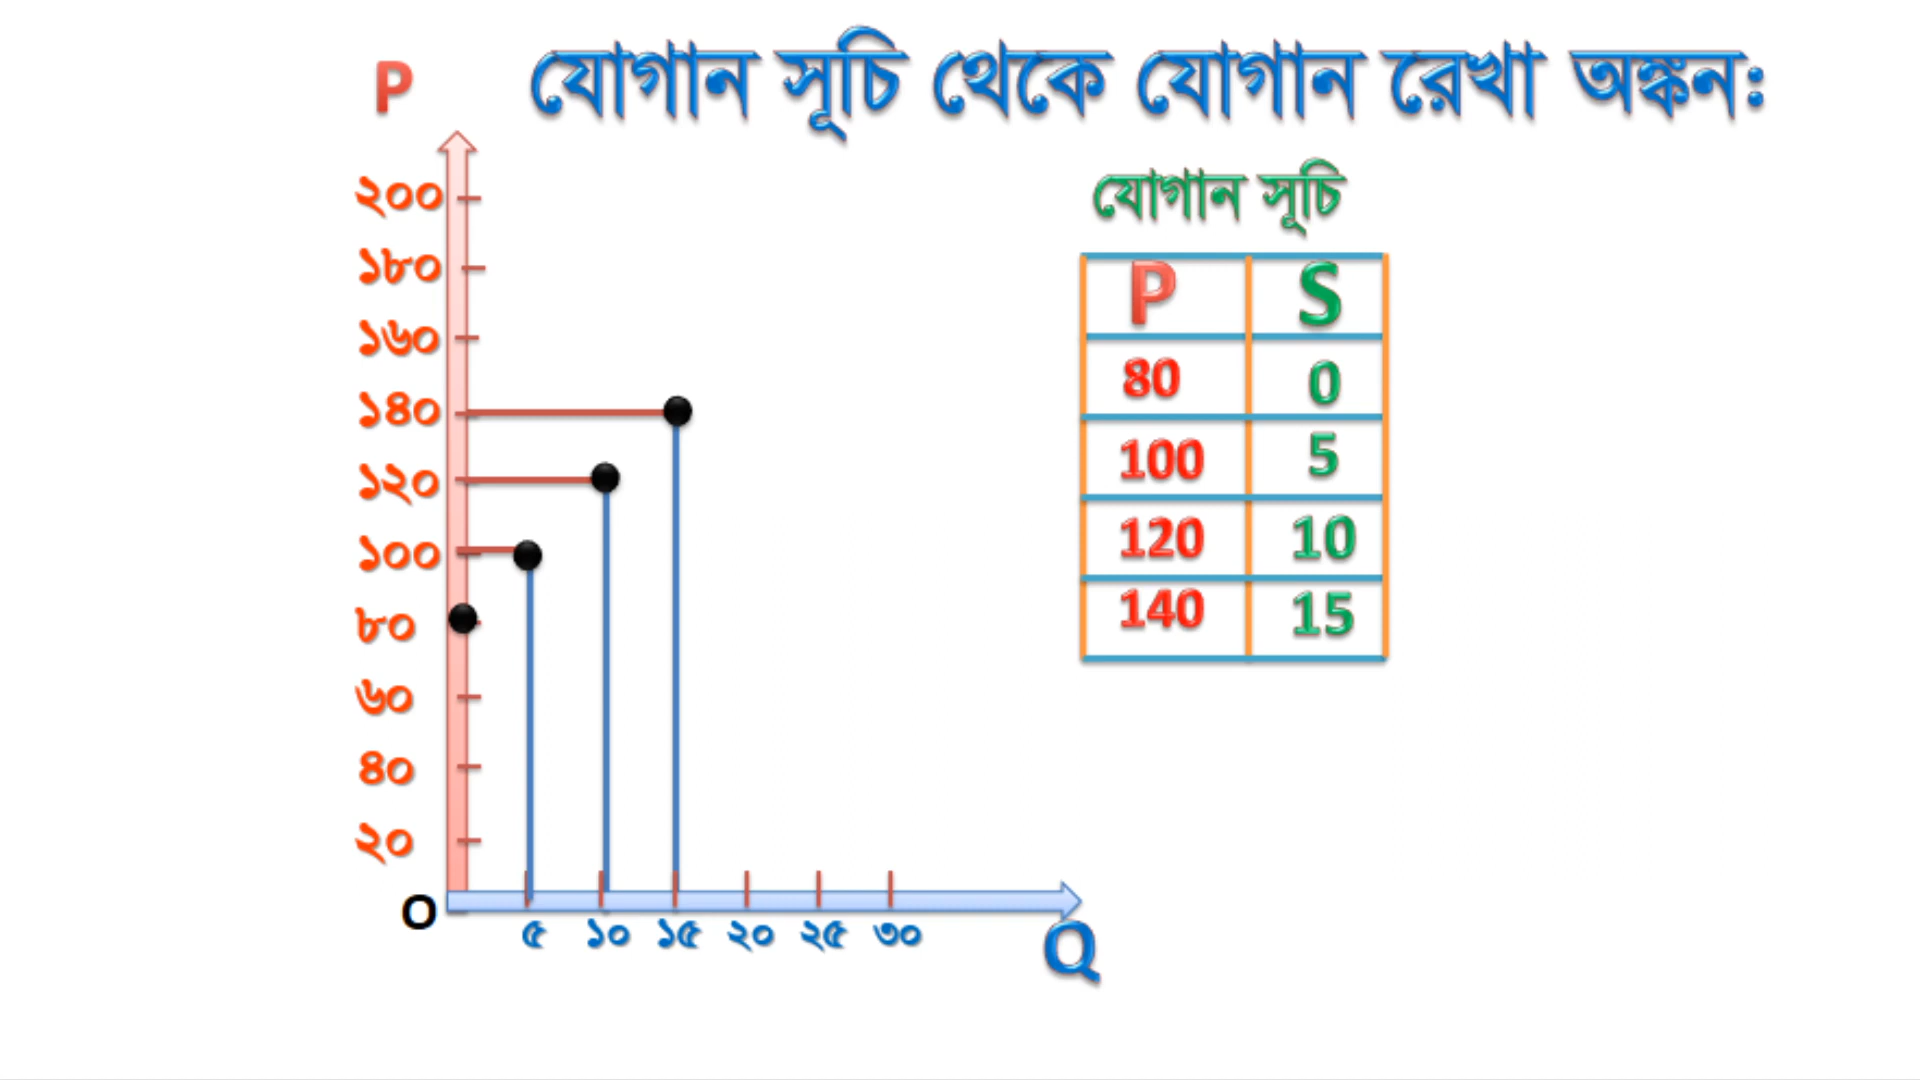 যোগান সূচি থেকে যোগান রেখা অঙ্কন:
P
২০০
১৮০
১৬০
১৪০
১২০
১০০
৮০
৬০
৪০
২০
O
৫ ১০ ১৫ ২০ ২৫ ৩০
Q
যোগান সূচি
P S
80 0
100 5
120 10
140 15